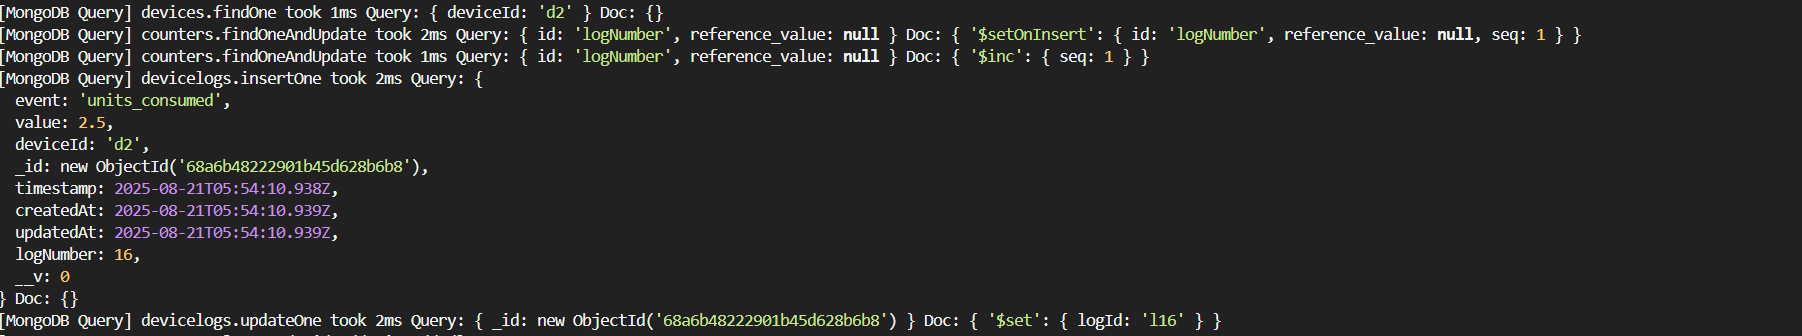 [MongoDB Query] devices.findOne took 1ms Query: { deviceId: 'd2' } Doc: {}
[MongoDB Query] counters.findOneAndUpdate took 2ms Query: { id: 'logNumber', reference_value: null } Doc: { '$setOnInsert': { id: 'logNumber', reference_value: null, seq: 1 } }
[MongoDB Query] counters.findOneAndUpdate took 1ms Query: { id: 'logNumber', reference_value: null } Doc: { '$inc': { seq: 1 } }
[MongoDB Query] devicelogs.insertOne took 2ms Query: {
  event: 'units_consumed',
  value: 2.5,
  deviceId: 'd2',
  _id: new ObjectId('68a6b48222901b45d628b6b8'),
  timestamp: 2025-08-21T05:54:10.938Z,
  createdAt: 2025-08-21T05:54:10.939Z,
  updatedAt: 2025-08-21T05:54:10.939Z,
  logNumber: 16,
  __v: 0
} Doc: {}
[MongoDB Query] devicelogs.updateOne took 2ms Query: { _id: new ObjectId('68a6b48222901b45d628b6b8') } Doc: { '$set': { logId: 'l16' } }